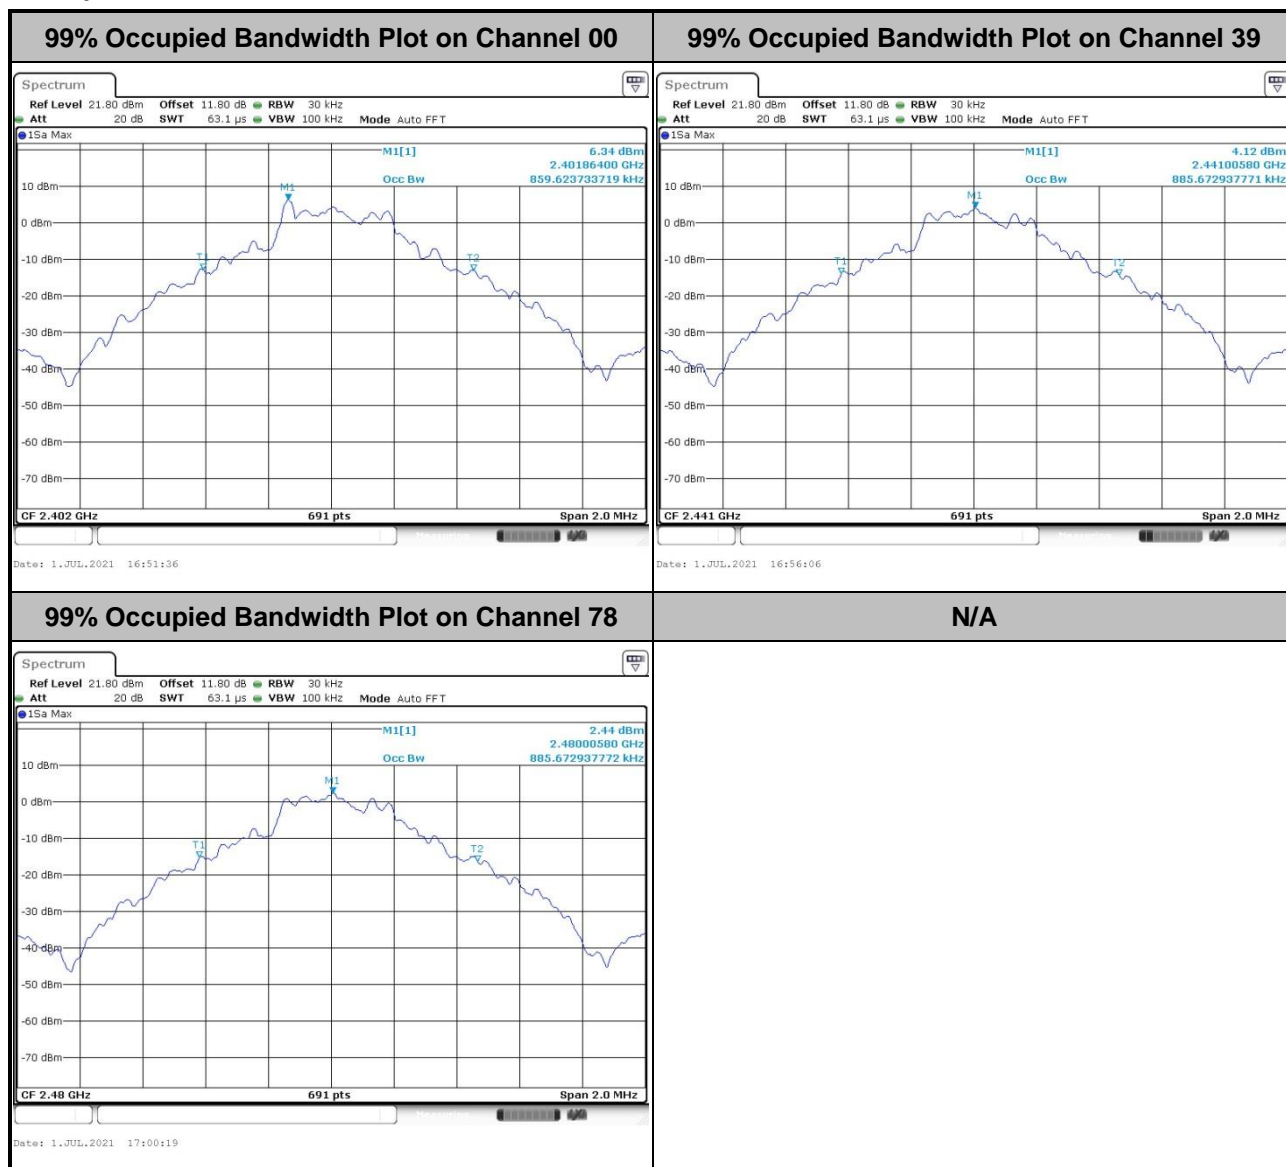 99% Occupied Bandwidth Plot on Channel 00
Spectrum
Ref Level 21.80 dBm Offset 11.80 dB RBW 30 kHz
Att 20 dB SWT 63.1 µs VBW 100 kHz Mode Auto FFT
1Sa Max
M1[1] 6.34 dBm
2.40186400 GHz
Occ Bw 859.623733719 kHz
10 dBm
M1
0 dBm
-10 dBm
T1
T2
-20 dBm
-30 dBm
-40 dBm
-50 dBm
-60 dBm
-70 dBm
CF 2.402 GHz 691 pts Span 2.0 MHz
Date: 1.JUL.2021 16:51:36
99% Occupied Bandwidth Plot on Channel 39
Spectrum
Ref Level 21.80 dBm Offset 11.80 dB RBW 30 kHz
Att 20 dB SWT 63.1 µs VBW 100 kHz Mode Auto FFT
1Sa Max
M1[1] 4.12 dBm
2.44100580 GHz
Occ Bw 885.672937771 kHz
10 dBm
M1
0 dBm
-10 dBm
T1
T2
-20 dBm
-30 dBm
-40 dBm
-50 dBm
-60 dBm
-70 dBm
CF 2.441 GHz 691 pts Span 2.0 MHz
Date: 1.JUL.2021 16:56:06
99% Occupied Bandwidth Plot on Channel 78
Spectrum
Ref Level 21.80 dBm Offset 11.80 dB RBW 30 kHz
Att 20 dB SWT 63.1 µs VBW 100 kHz Mode Auto FFT
1Sa Max
M1[1] 2.44 dBm
2.48000580 GHz
Occ Bw 885.672937772 kHz
10 dBm
M1
0 dBm
-10 dBm
T1
T2
-20 dBm
-30 dBm
-40 dBm
-50 dBm
-60 dBm
-70 dBm
CF 2.48 GHz 691 pts Span 2.0 MHz
Date: 1.JUL.2021 17:00:19
N/A